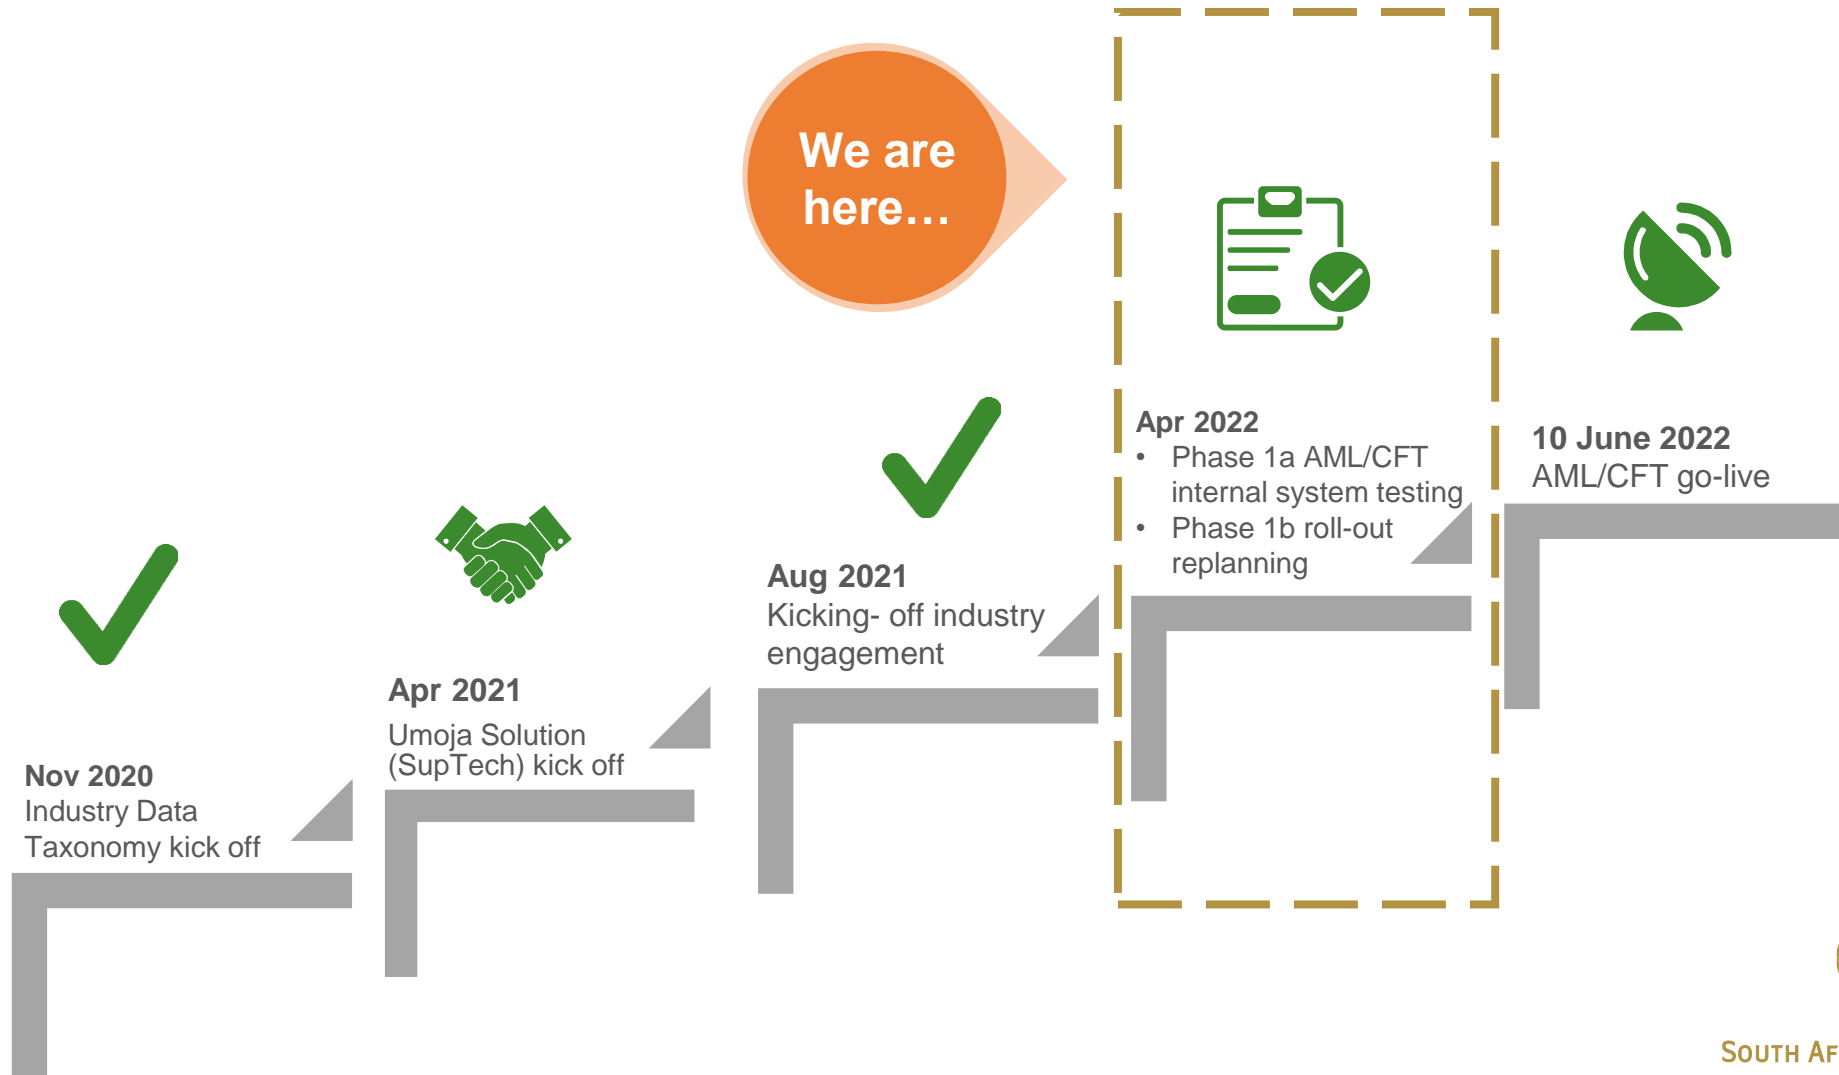 We are
here…
Nov 2020
Industry Data
Taxonomy kick off
Apr 2021
Umoja Solution
(SupTech) kick off
Aug 2021
Kicking- off industry
engagement
Apr 2022
• Phase 1a AML/CFT
internal system testing
• Phase 1b roll-out
replanning
10 June 2022
AML/CFT go-live
SOUTH AF